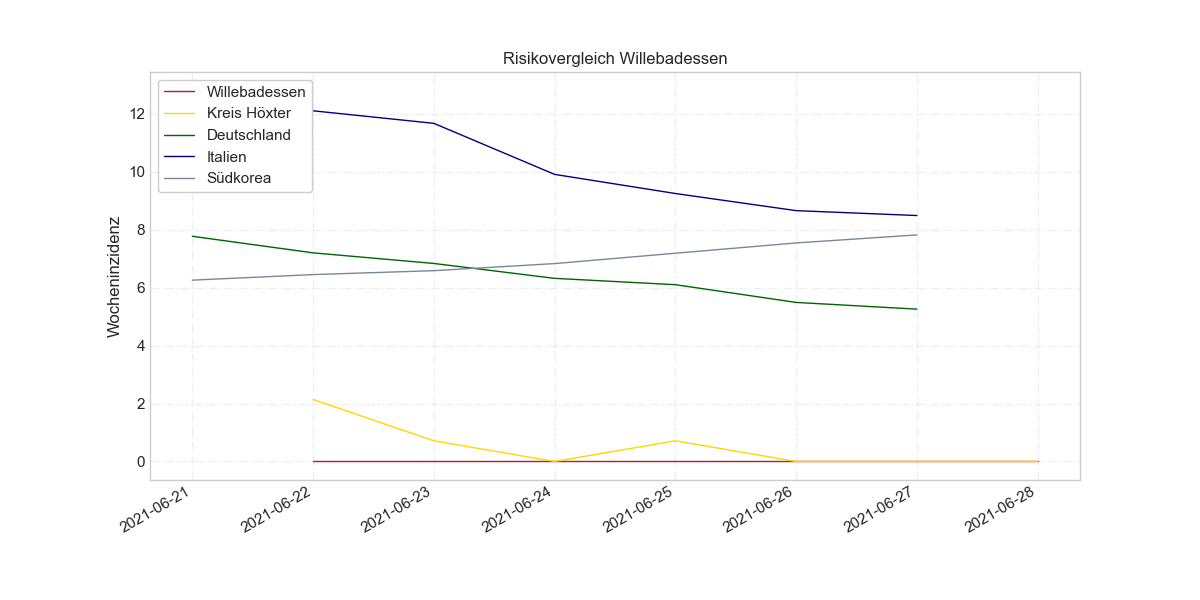 Risikovergleich Willebadessen
Willebadessen
Kreis Höxter
Deutschland
Italien
Südkorea
Wocheninzidenz
12
10
8
6
4
2
0
2021-06-21
2021-06-22
2021-06-23
2021-06-24
2021-06-25
2021-06-26
2021-06-27
2021-06-28